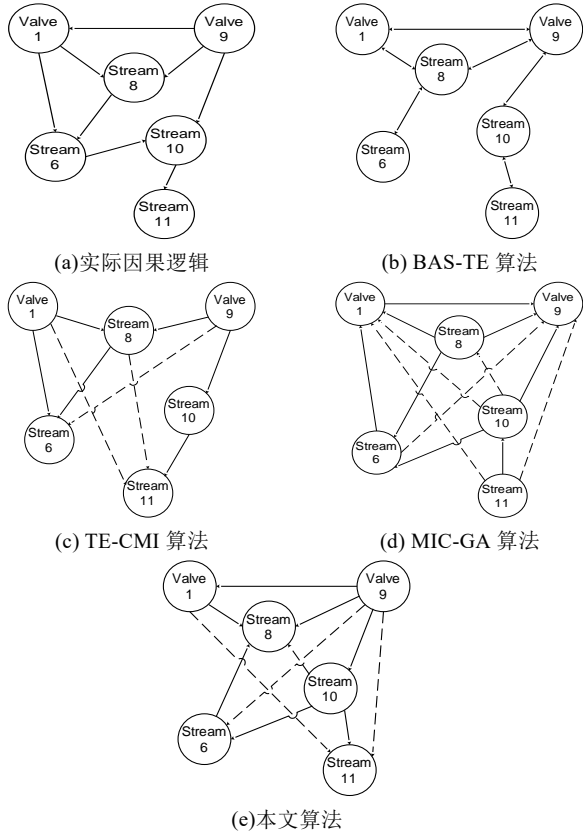 Valve
1
Valve
9
Stream
8
Stream
6
Stream
10
Stream
11
(a)实际因果逻辑
Valve
1
Valve
9
Stream
8
Stream
10
Stream
6
Stream
11
(b) BAS-TE 算法
Valve
1
Stream
8
Valve
9
Stream
10
Stream
6
Stream
11
(c) TE-CMI 算法
Valve
1
Valve
9
Stream
8
Stream
10
Stream
6
Stream
11
(d) MIC-GA 算法
Valve
1
Valve
9
Stream
8
Stream
10
Stream
6
Stream
11
(e)本文算法